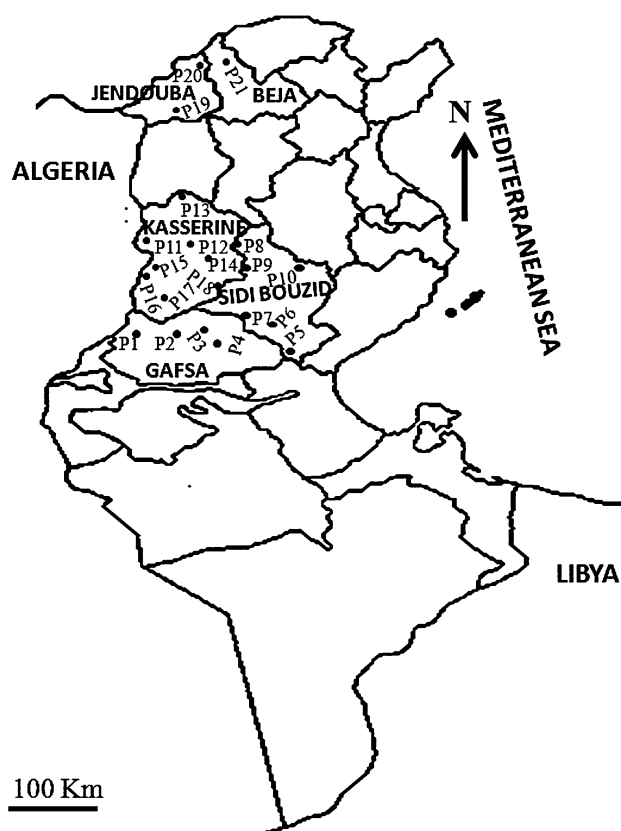 P20
P21
JENDOUBA
BEJA
P19
N
MEDITERRANEAN SEA
ALGERIA
P13
KASSERINE
P11
P12
P8
P15
P14
P9
P10
P16
P17
P18
SIDI BOUZID
P7
P6
P1
P2
P3
P4
P5
GAFSA
LIBYA
100 Km